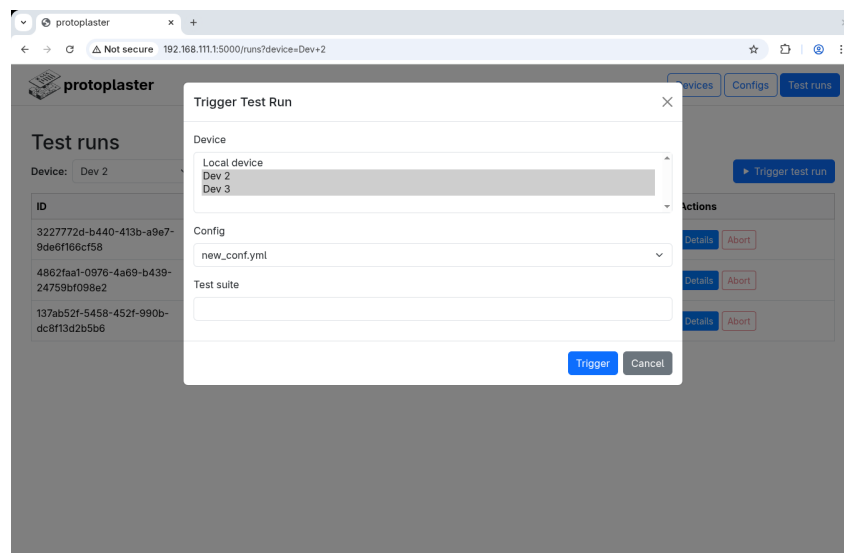 protoplaster
Not secure 192.168.111.1:5000/runs?device=Dev+2
protoplaster
Devices
Configs
Test runs
Test runs
Device: Dev 2
Trigger test run
ID
Actions
3227772d-b440-413b-a9e7-
9de6f166cf58
Details
Abort
4862faa1-0976-4a69-b439-
24759bf098e2
Details
Abort
137ab52f-5458-452f-990b-
dc8f13d2b5b6
Details
Abort
Trigger Test Run
Device
Local device
Dev 2
Dev 3
Config
new_conf.yml
Test suite
Trigger
Cancel